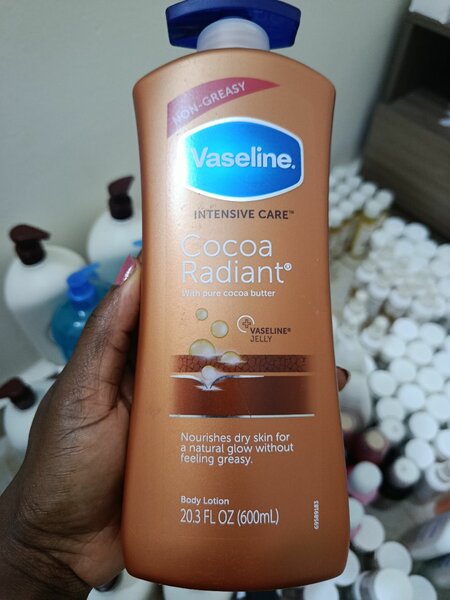 NON-GREASY
Vaseline.
INTENSIVE CARE™
Cocoa
Radiant®
With pure cocoa butter
VASELINE®
JELLY
Nourishes dry skin for
a natural glow without
feeling greasy.
Body Lotion
20.3 FL OZ (600mL)